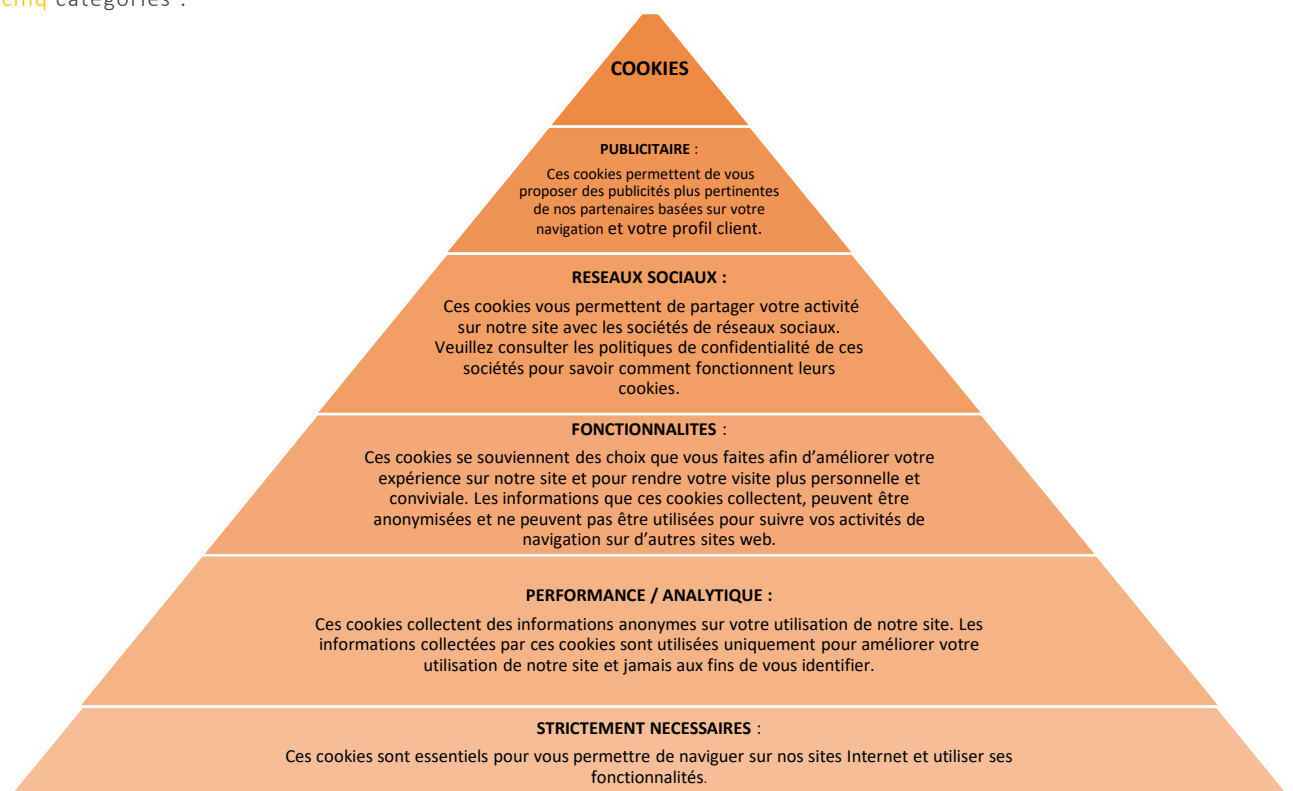 cinq catégories :
COOKIES
PUBLICITAIRE :
Ces cookies permettent de vous
proposer des publicités plus pertinentes
de nos partenaires basées sur votre
navigation et votre profil client.
RESEAUX SOCIAUX :
Ces cookies vous permettent de partager votre activité
sur notre site avec les sociétés de réseaux sociaux.
Veuillez consulter les politiques de confidentialité de ces
sociétés pour savoir comment fonctionnent leurs
cookies.
FONCTIONNALITES :
Ces cookies se souviennent des choix que vous faites afin d’améliorer votre
expérience sur notre site et pour rendre votre visite plus personnelle et
conviviale. Les informations que ces cookies collectent, peuvent être
anonymisées et ne peuvent pas être utilisées pour suivre vos activités de
navigation sur d’autres sites web.
PERFORMANCE / ANALYTIQUE :
Ces cookies collectent des informations anonymes sur votre utilisation de notre site. Les
informations collectées par ces cookies sont utilisées uniquement pour améliorer votre
utilisation de notre site et jamais aux fins de vous identifier.
STRICTEMENT NECESSAIRES :
Ces cookies sont essentiels pour vous permettre de naviguer sur nos sites Internet et utiliser ses
fonctionnalités.